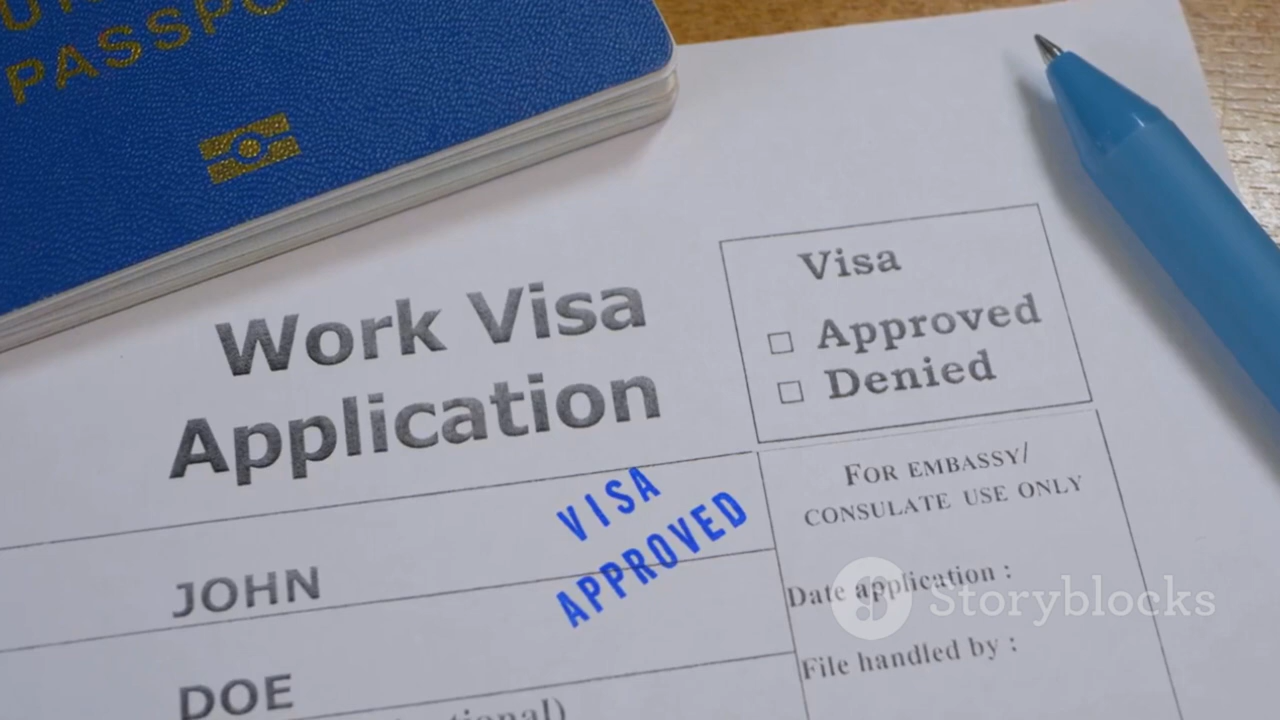 PASSPO
Work Visa
Application
Visa
Approved
Denied
VISA
APPROVED
FOR EMBASSY/
CONSULATE USE ONLY
JOHN
Date application :
Storyblocks
File handled by :
DOE